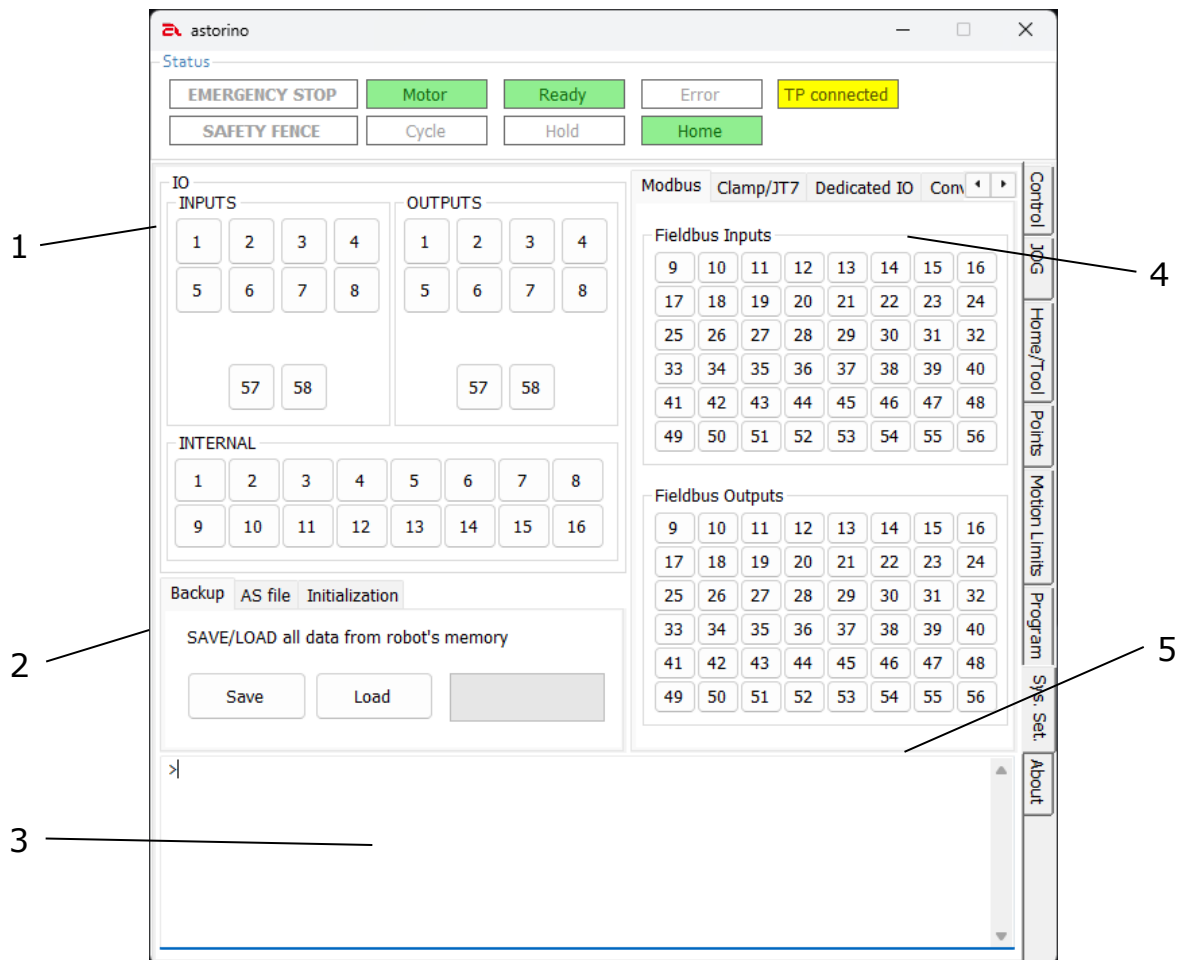 astorino
Status
EMERGENCY STOP Motor Ready Error TP connected
SAFETY FENCE Cycle Hold Home
IO
INPUTS
1 2 3 4
5 6 7 8
57 58
OUTPUTS
1 2 3 4
5 6 7 8
57 58
INTERNAL
1 2 3 4 5 6 7 8
9 10 11 12 13 14 15 16
Backup AS file Initialization
SAVE/LOAD all data from robot's memory
Save Load
Modbus Clamp/JT7 Dedicated IO Conv
Fieldbus Inputs
9 10 11 12 13 14 15 16
17 18 19 20 21 22 23 24
25 26 27 28 29 30 31 32
33 34 35 36 37 38 39 40
41 42 43 44 45 46 47 48
49 50 51 52 53 54 55 56
Fieldbus Outputs
9 10 11 12 13 14 15 16
17 18 19 20 21 22 23 24
25 26 27 28 29 30 31 32
33 34 35 36 37 38 39 40
41 42 43 44 45 46 47 48
49 50 51 52 53 54 55 56
Control
JOG
Home/Tool
Points
Motion Limits
Program
Sys. Set.
About
>
1
2
3
4
5